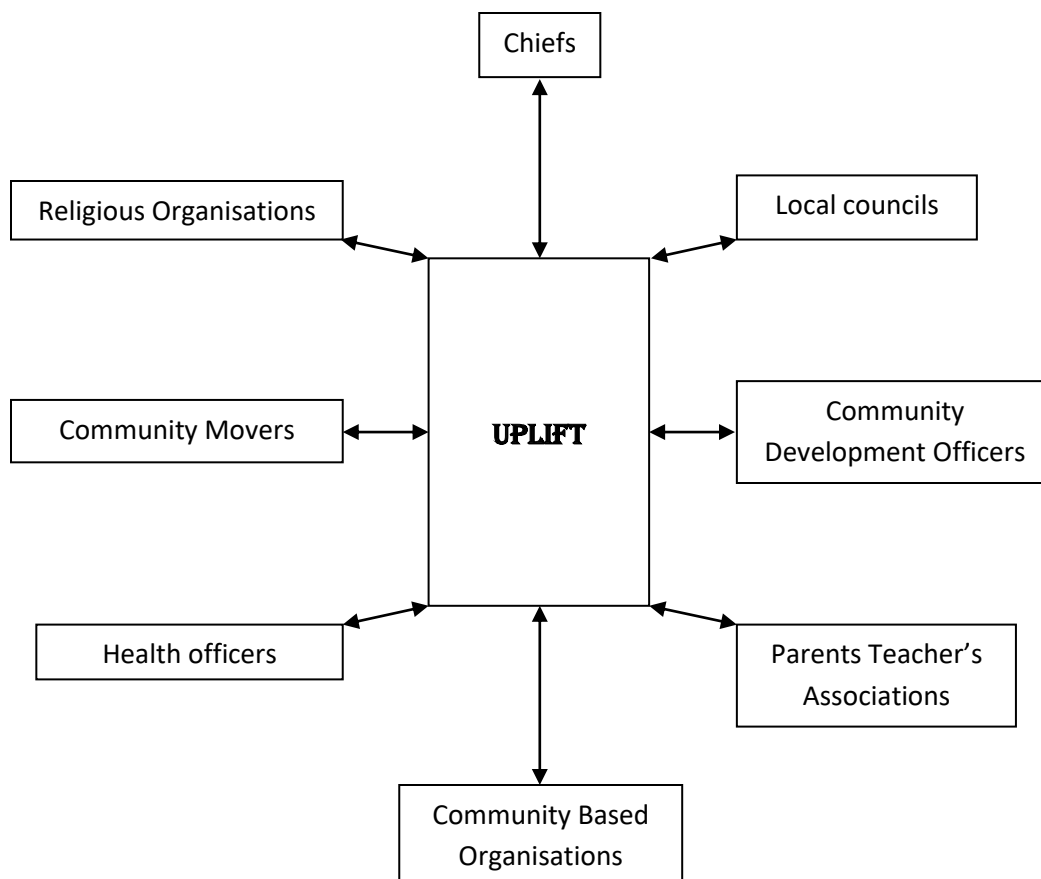 Chiefs
Religious Organisations
Local councils
Community Movers
UPLIFT
Community
Development Officers
Health officers
Parents Teacher’s
Associations
Community Based
Organisations